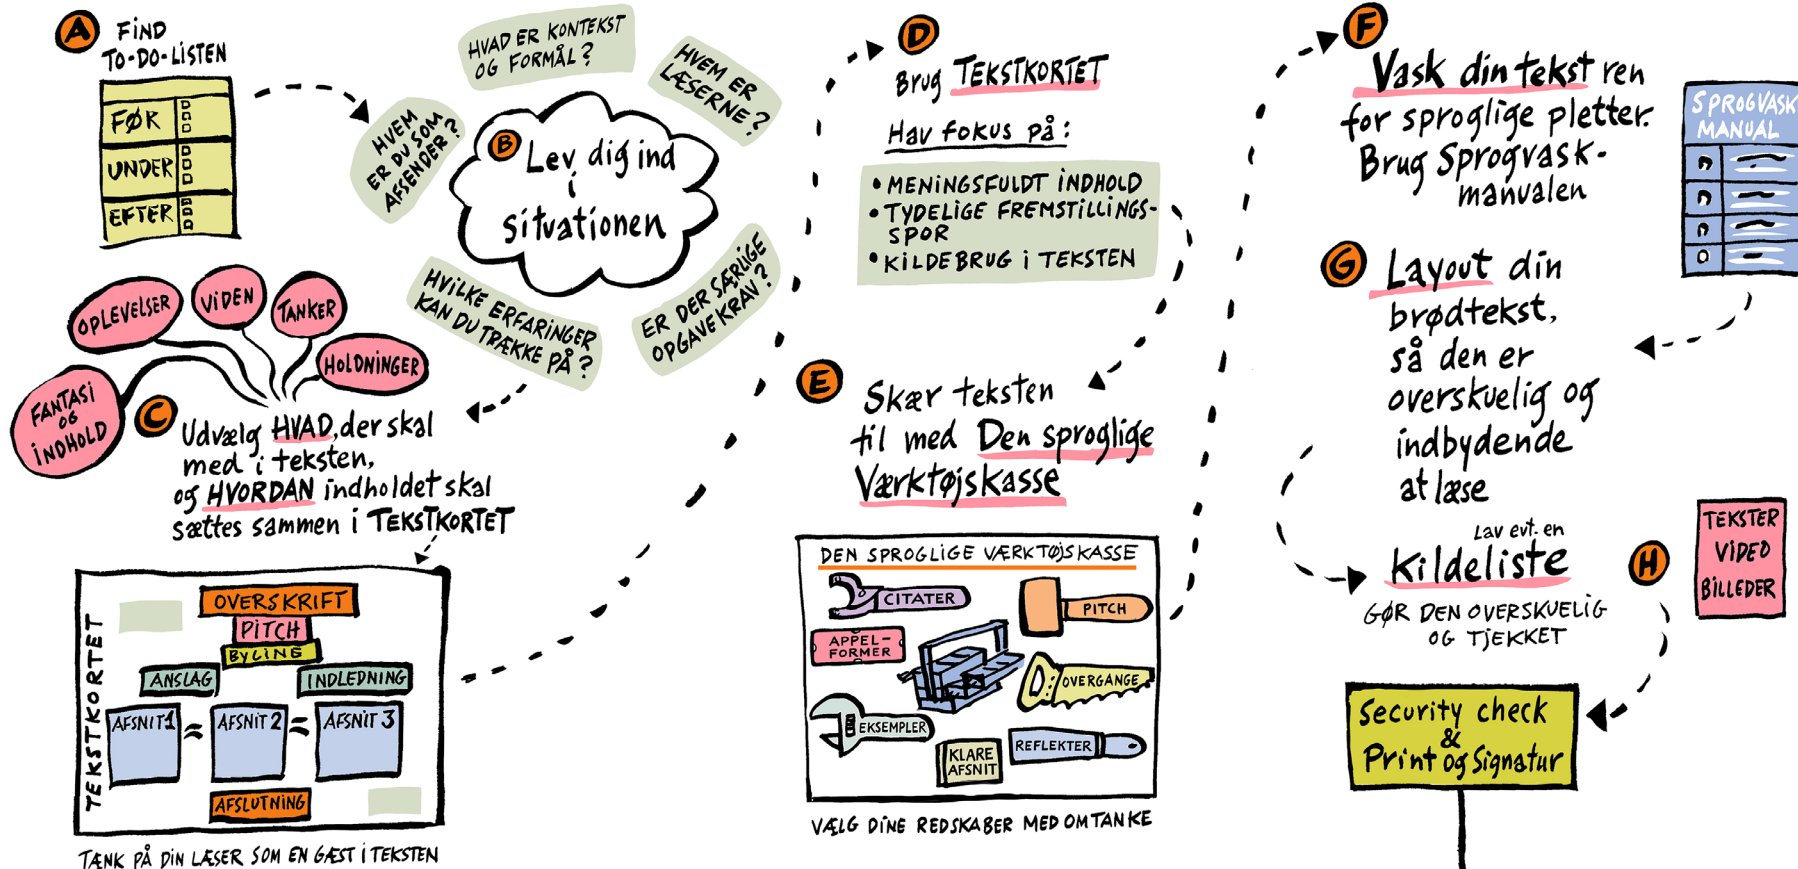 A
FIND
TO-DO-LISTEN
FØR
UNDER
EFTER
HVAD ER KONTEKST
OG FORMÅL?
HVEM ER
LÆSERNE?
HVEM
ER DU SOM
AFSENDER?
B
Lev dig ind
i
situationen
HVILKE ERFARINGER
KAN DU TRÆKKE PÅ?
ER DER SÆRLIGE
OPGAVEKRAV?
OPLEVELSER
VIDEN
TANKER
HOLDNINGER
FANTASI
OG
INDHOLD
C
Udvælg HVAD, der skal
med i teksten,
og HVORDAN indholdet skal
sættes sammen i TEKSTKORTET
TEKSTKORTET
OVERSKRIFT
PITCH
BYLINE
ANSLAG
INDLEDNING
AFSNIT 1
AFSNIT 2
AFSNIT 3
AFSLUTNING
TÆNK PÅ DIN LÆSER SOM EN GÆST I TEKSTEN
D
Brug TEKSTKORTET
Hav fokus på:
• MENINGSFULDT INDHOLD
• TYDELIGE FREMSTILLINGS-
SPOR
• KILDEBRUG I TEKSTEN
E
Skær teksten
til med Den sproglige
Værktøjskasse
DEN SPROGLIGE VÆRKTØJSKASSE
CITATER
PITCH
APPEL-
FORMER
OVERGANGE
EKSEMPLER
KLARE
AFSNIT
REFLEKTER
VÆLG DINE REDSKABER MED OMTANKE
F
Vask din tekst ren
for sproglige pletter.
Brug Sprogvask-
manualen
SPROGVASK
MANUAL
G
Layout din
brødtekst,
så den er
overskuelig og
indbydende
at læse
Lav evt. en
Kildeliste
GØR DEN OVERSKUELIG
OG TJEKKET
H
TEKSTER
VIDEO
BILLEDER
Security check
&
Print og Signatur